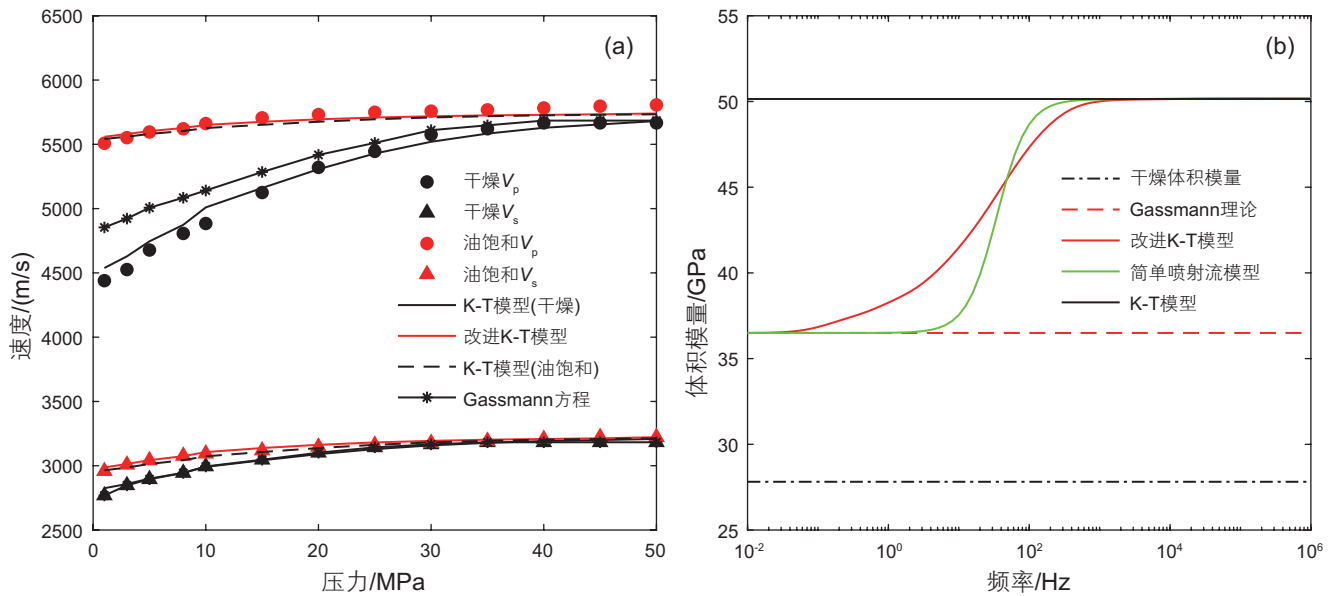 (a)
6500
6000
5500
5000
4500
4000
3500
3000
2500
速度/(m/s)
干燥Vp
干燥Vs
油饱和Vp
油饱和Vs
K-T模型(干燥)
改进K-T模型
K-T模型(油饱和)
Gassmann方程
0 10 20 30 40 50
压力/MPa
(b)
55
50
45
40
35
30
25
体积模量/GPa
干燥体积模量
Gassmann理论
改进K-T模型
简单喷射流模型
K-T模型
10-2 100 102 104 106
频率/Hz